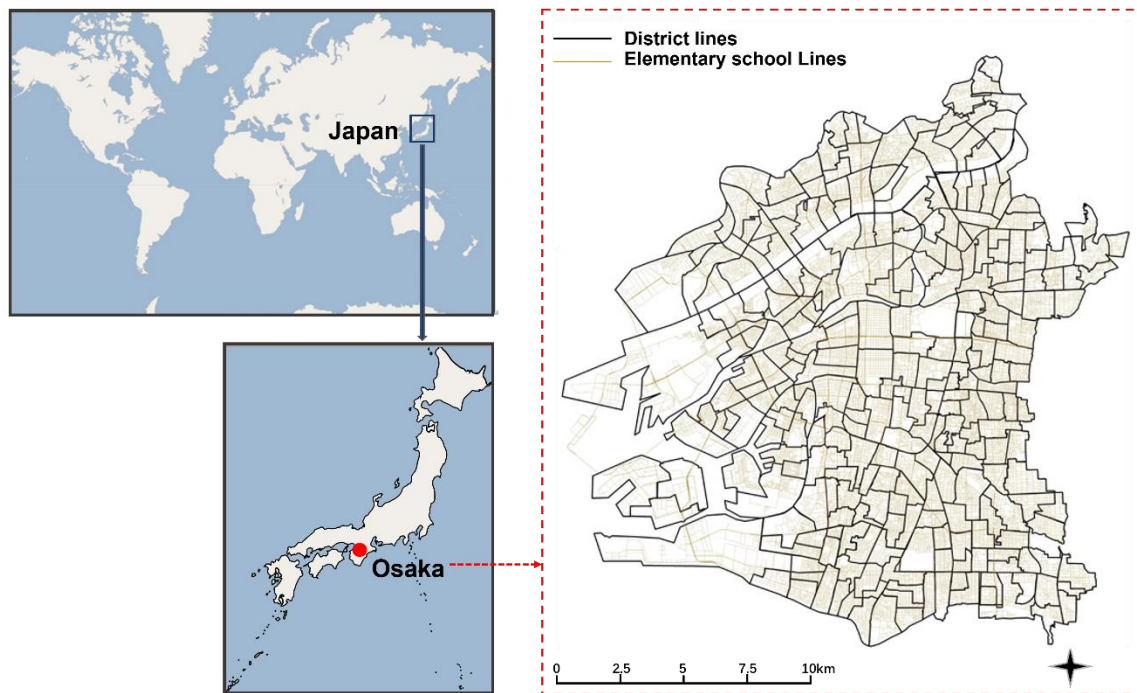 Japan
Osaka
District lines
Elementary school Lines
0 2.5 5 7.5 10km